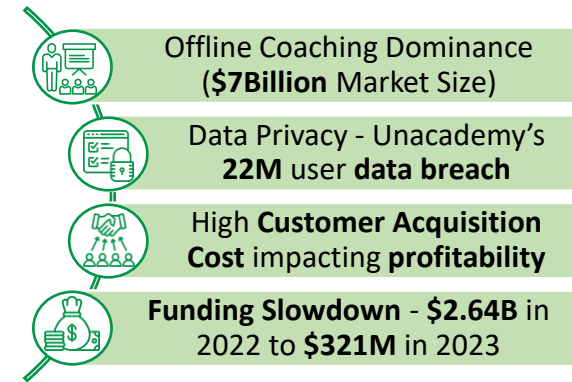 Offline Coaching Dominance
($7Billion Market Size)
Data Privacy - Unacademy’s
22M user data breach
High Customer Acquisition
Cost impacting profitability
Funding Slowdown - $2.64B in
2022 to $321M in 2023